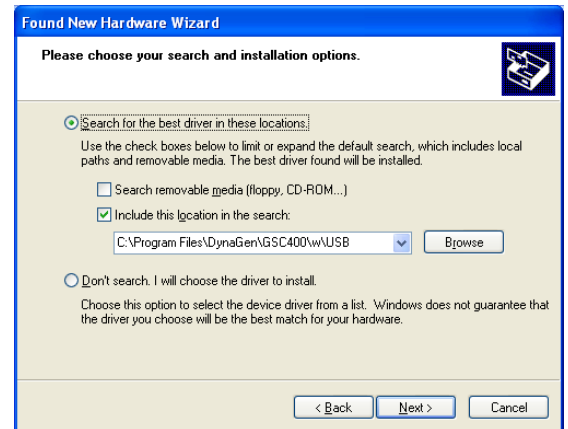 Found New Hardware Wizard
Please choose your search and installation options.
Search for the best driver in these locations.
Use the check boxes below to limit or expand the default search, which includes local
paths and removable media. The best driver found will be installed.
Search removable media (floppy, CD-ROM...)
Include this location in the search:
C:\Program Files\DynaGen\GSC400\w\USB
Browse
Don't search. I will choose the driver to install.
Choose this option to select the device driver from a list. Windows does not guarantee that
the driver you choose will be the best match for your hardware.
< Back Next > Cancel